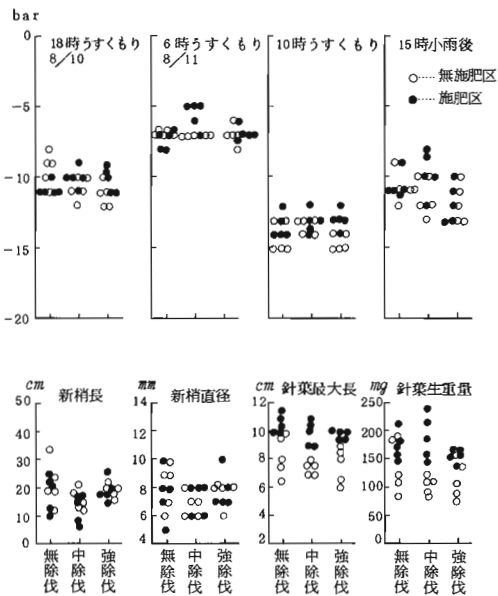 bar
0
-5
-10
-15
-20
18時うすくもり
8/10
6時うすくもり
8/11
10時うすくもり
15時小雨後
○……無施肥区
●……施肥区
cm
新梢長
50
40
30
20
10
0
無除伐
中除伐
強除伐
mm
新梢直径
14
12
10
8
6
4
無除伐
中除伐
強除伐
cm
針葉最大長
12
10
8
6
4
2
無除伐
中除伐
強除伐
mg
針葉生重量
250
200
150
100
50
0
無除伐
中除伐
強除伐